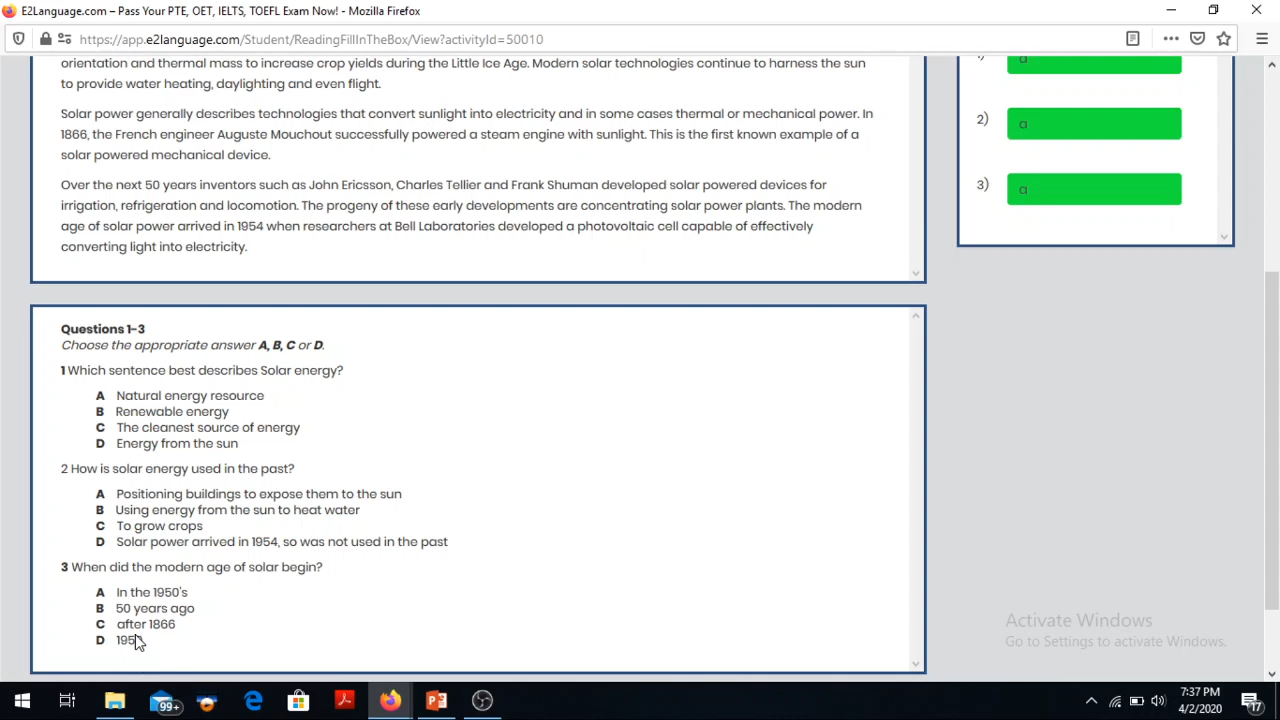 E2Language.com – Pass Your PTE, OET, IELTS, TOEFL Exam Now! - Mozilla Firefox
https://app.e2language.com/Student/ReadingFillInTheBox/View?activityId=50010
orientation and thermal mass to increase crop yields during the Little Ice Age. Modern solar technologies continue to harness the sun
to provide water heating, daylighting and even flight.
Solar power generally describes technologies that convert sunlight into electricity and in some cases thermal or mechanical power. In
1866, the French engineer Auguste Mouchout successfully powered a steam engine with sunlight. This is the first known example of a
solar powered mechanical device.
Over the next 50 years inventors such as John Ericsson, Charles Tellier and Frank Shuman developed solar powered devices for
irrigation, refrigeration and locomotion. The progeny of these early developments are concentrating solar power plants. The modern
age of solar power arrived in 1954 when researchers at Bell Laboratories developed a photovoltaic cell capable of effectively
converting light into electricity.
a
2) a
3) a
Questions 1-3
Choose the appropriate answer A, B, C or D.
1 Which sentence best describes Solar energy?
A Natural energy resource
B Renewable energy
C The cleanest source of energy
D Energy from the sun
2 How is solar energy used in the past?
A Positioning buildings to expose them to the sun
B Using energy from the sun to heat water
C To grow crops
D Solar power arrived in 1954, so was not used in the past
3 When did the modern age of solar begin?
A In the 1950's
B 50 years ago
C after 1866
D
Activate Windows
Go to Settings to activate Windows.
99+
7:37 PM
4/2/2020
17